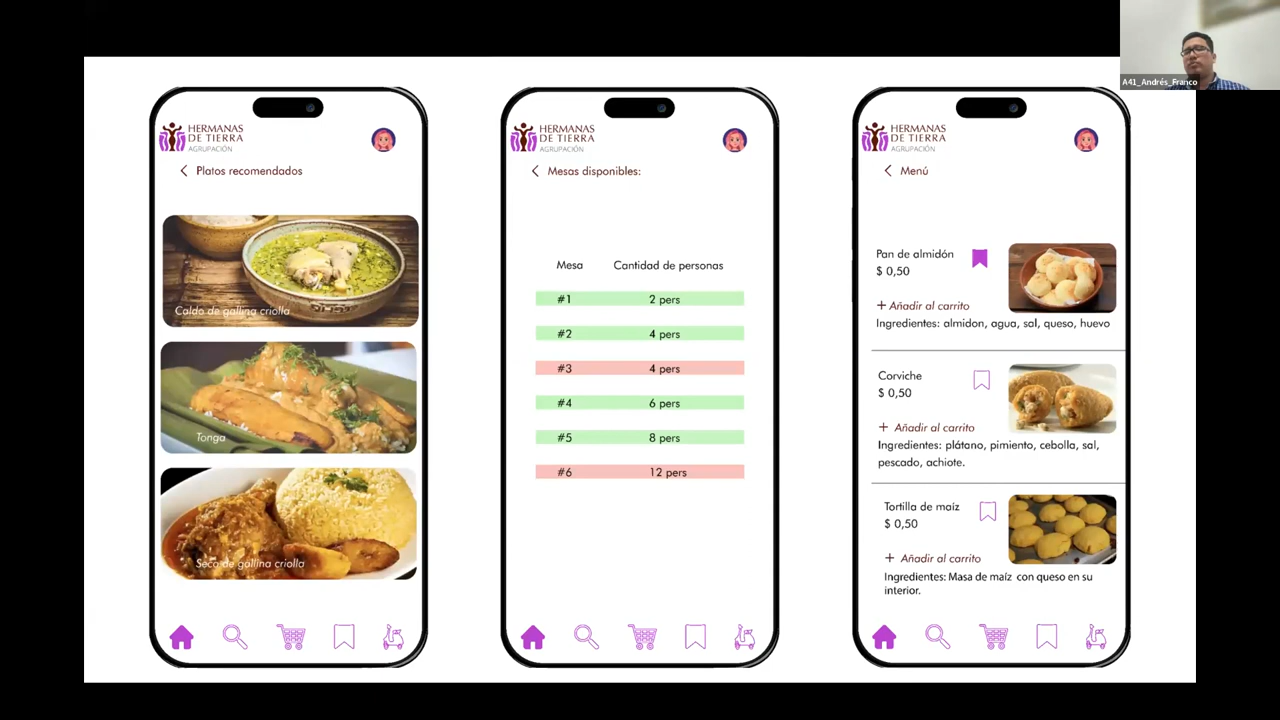 A41_Andrés_Franco
HERMANAS
DE TIERRA
AGRUPACIÓN
Platos recomendados
Caldo de gallina criolla
Tonga
Seco de gallina criolla
HERMANAS
DE TIERRA
AGRUPACIÓN
Mesas disponibles:
Mesa Cantidad de personas
#1 2 pers
#2 4 pers
#3 4 pers
#4 6 pers
#5 8 pers
#6 12 pers
HERMANAS
DE TIERRA
AGRUPACIÓN
Menú
Pan de almidón
$ 0,50
+ Añadir al carrito
Ingredientes: almidon, agua, sal, queso, huevo
Corviche
$ 0,50
+ Añadir al carrito
Ingredientes: plátano, pimiento, cebolla, sal,
pescado, achiote.
Tortilla de maíz
$ 0,50
+ Añadir al carrito
Ingredientes: Masa de maíz con queso en su
interior.